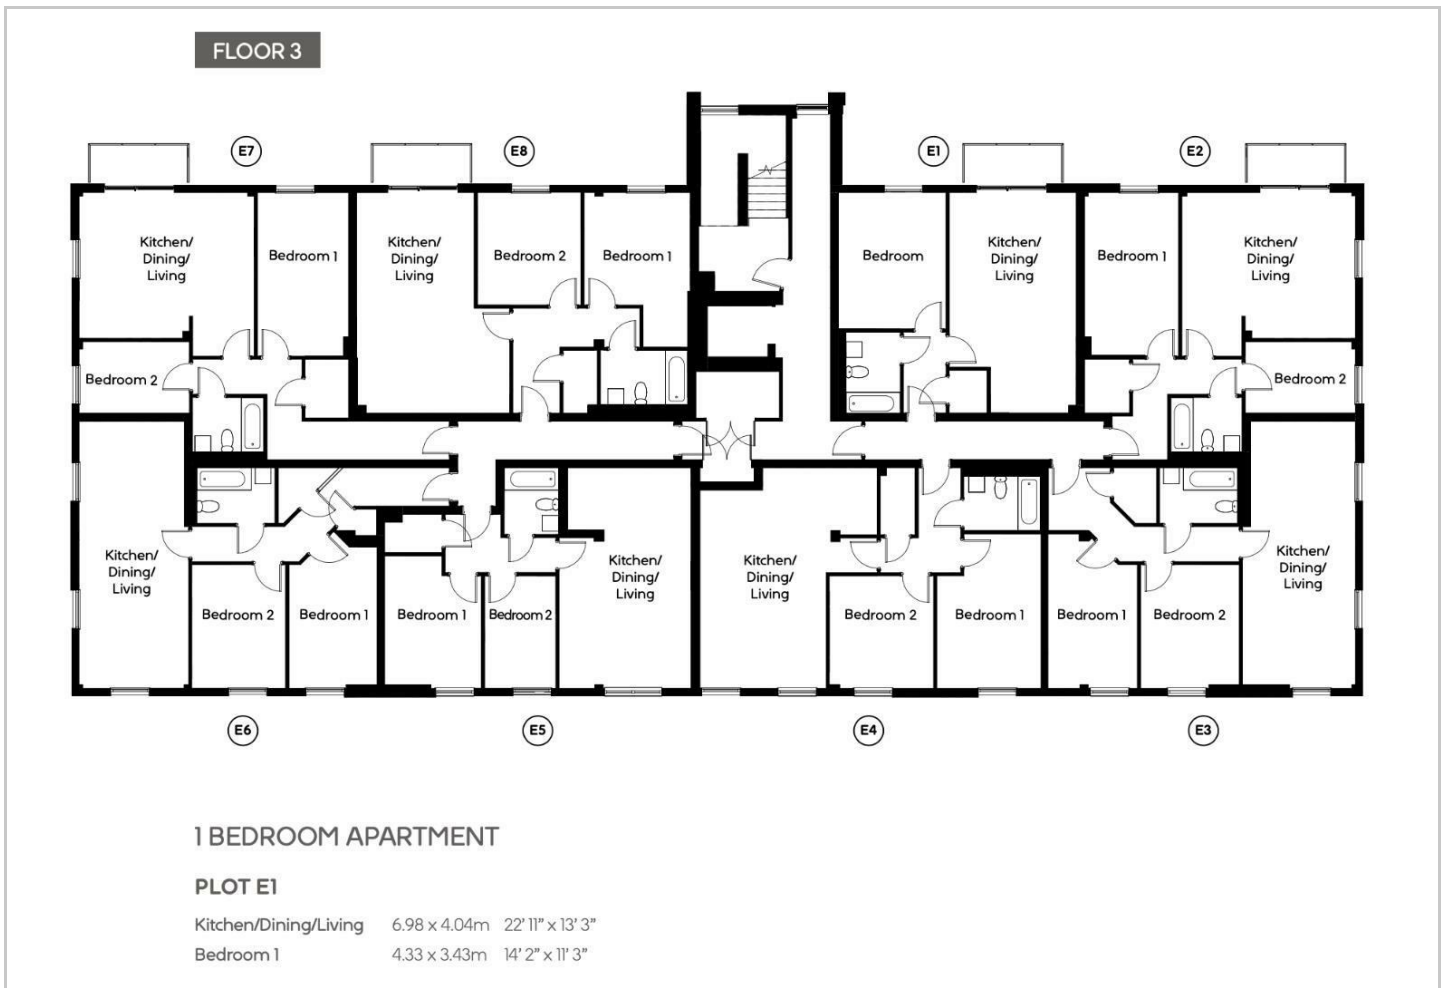 FLOOR 3
E7
E8
E1
E2
Kitchen/
Dining/
Living
Bedroom 1
Kitchen/
Dining/
Living
Bedroom 2
Bedroom 1
Bedroom
Kitchen/
Dining/
Living
Bedroom 1
Kitchen/
Dining/
Living
Bedroom 2
Bedroom 2
Kitchen/
Dining/
Living
Bedroom 2
Bedroom 1
Bedroom 1
Bedroom 2
Kitchen/
Dining/
Living
Kitchen/
Dining/
Living
Bedroom 2
Bedroom 1
Bedroom 1
Bedroom 2
Kitchen/
Dining/
Living
E6
E5
E4
E3
1 BEDROOM APARTMENT
PLOT E1
Kitchen/Dining/Living 6.98 x 4.04m 22' 11" x 13' 3"
Bedroom 1 4.33 x 3.43m 14' 2" x 11' 3"